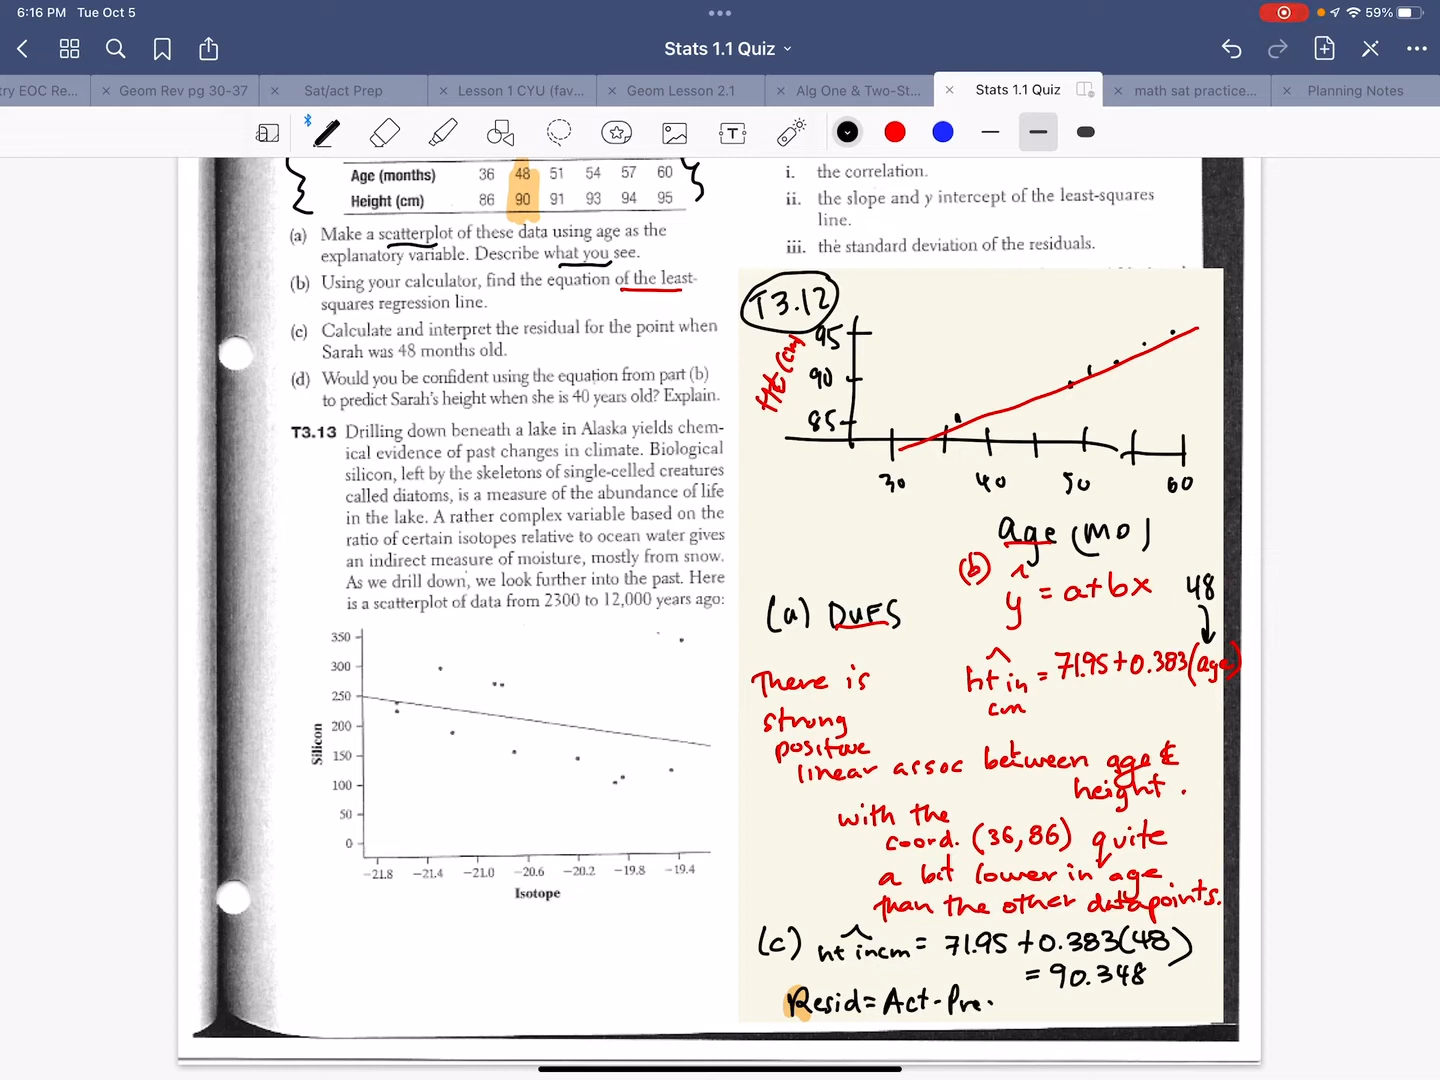 6:16 PM Tue Oct 5
59%
Stats 1.1 Quiz
try EOC Re...
Geom Rev pg 30-37
Sat/act Prep
Lesson 1 CYU (fav...
Geom Lesson 2.1
Alg One & Two-St...
Stats 1.1 Quiz
math sat practice...
Planning Notes
Age (months) 36 48 51 54 57 60
Height (cm) 86 90 91 93 94 95
(a) Make a scatterplot of these data using age as the
explanatory variable. Describe what you see.
(b) Using your calculator, find the equation of the least-
squares regression line.
(c) Calculate and interpret the residual for the point when
Sarah was 48 months old.
(d) Would you be confident using the equation from part (b)
to predict Sarah's height when she is 40 years old? Explain.
T3.13 Drilling down beneath a lake in Alaska yields chem-
ical evidence of past changes in climate. Biological
silicon, left by the skeletons of single-celled creatures
called diatoms, is a measure of the abundance of life
in the lake. A rather complex variable based on the
ratio of certain isotopes relative to ocean water gives
an indirect measure of moisture, mostly from snow.
As we drill down, we look further into the past. Here
is a scatterplot of data from 2300 to 12,000 years ago:
350
300
250
200
150
100
50
0
Silicon
-21.8 -21.4 -21.0 -20.6 -20.2 -19.8 -19.4
Isotope
i. the correlation.
ii. the slope and y intercept of the least-squares
line.
iii. the standard deviation of the residuals.
T3.12
95
90
85
Ht (cm)
30 40 50 60
age (mo)
(b) ŷ = a+bx
48
(a) DUFS
ht in cm = 71.95+0.383(age)
There is
strong
positive
linear assoc between age &
height.
with the
coord. (36,86) quite
a bit lower in age
than the other datapoints.
(c) ht in cm = 71.95 +0.383(48)
= 90.348
Resid = Act - Pre.